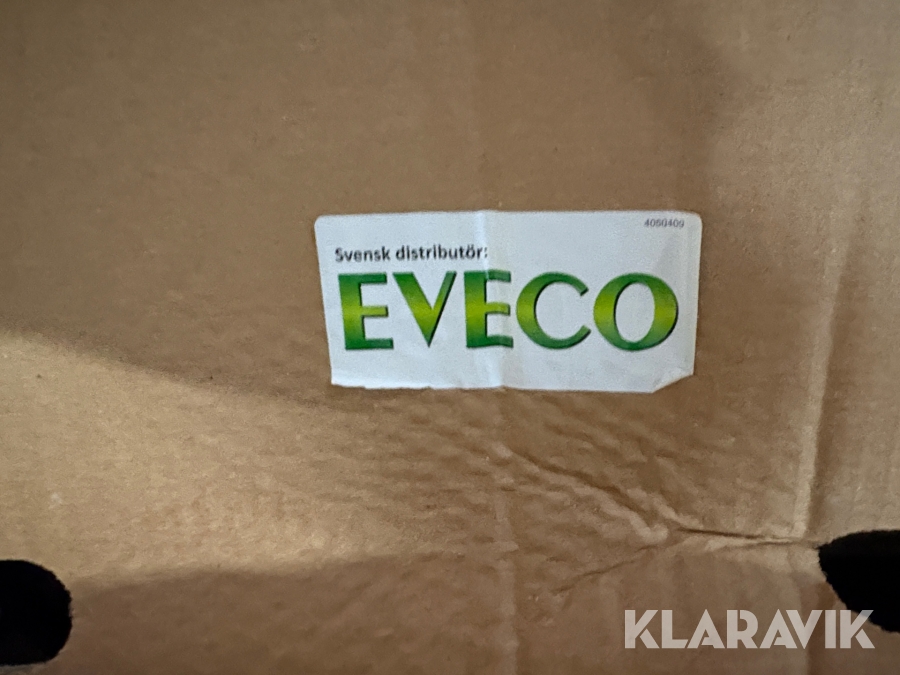 4050409
Svensk distributör:
EVECO
KLARAVIK